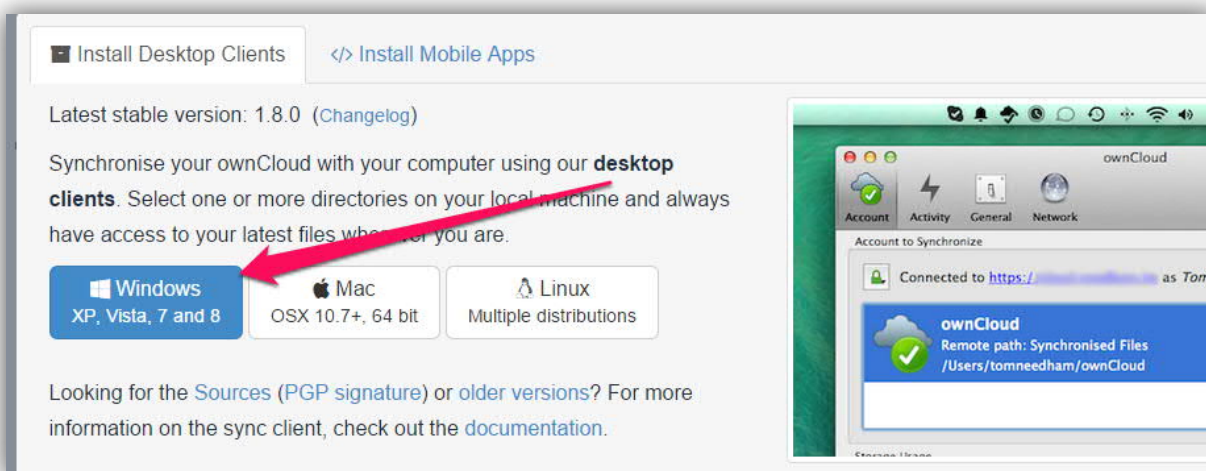 Install Desktop Clients
</> Install Mobile Apps
Latest stable version: 1.8.0 (Changelog)
Synchronise your ownCloud with your computer using our desktop
clients. Select one or more directories on your local machine and always
have access to your latest files wherever you are.
Windows
XP, Vista, 7 and 8
Mac
OSX 10.7+, 64 bit
Linux
Multiple distributions
Looking for the Sources (PGP signature) or older versions? For more
information on the sync client, check out the documentation.
ownCloud
Account
Activity
General
Network
Account to Synchronize
Connected to https:/ as Tom
ownCloud
Remote path: Synchronised Files
/Users/tomneedham/ownCloud
Storage Usage